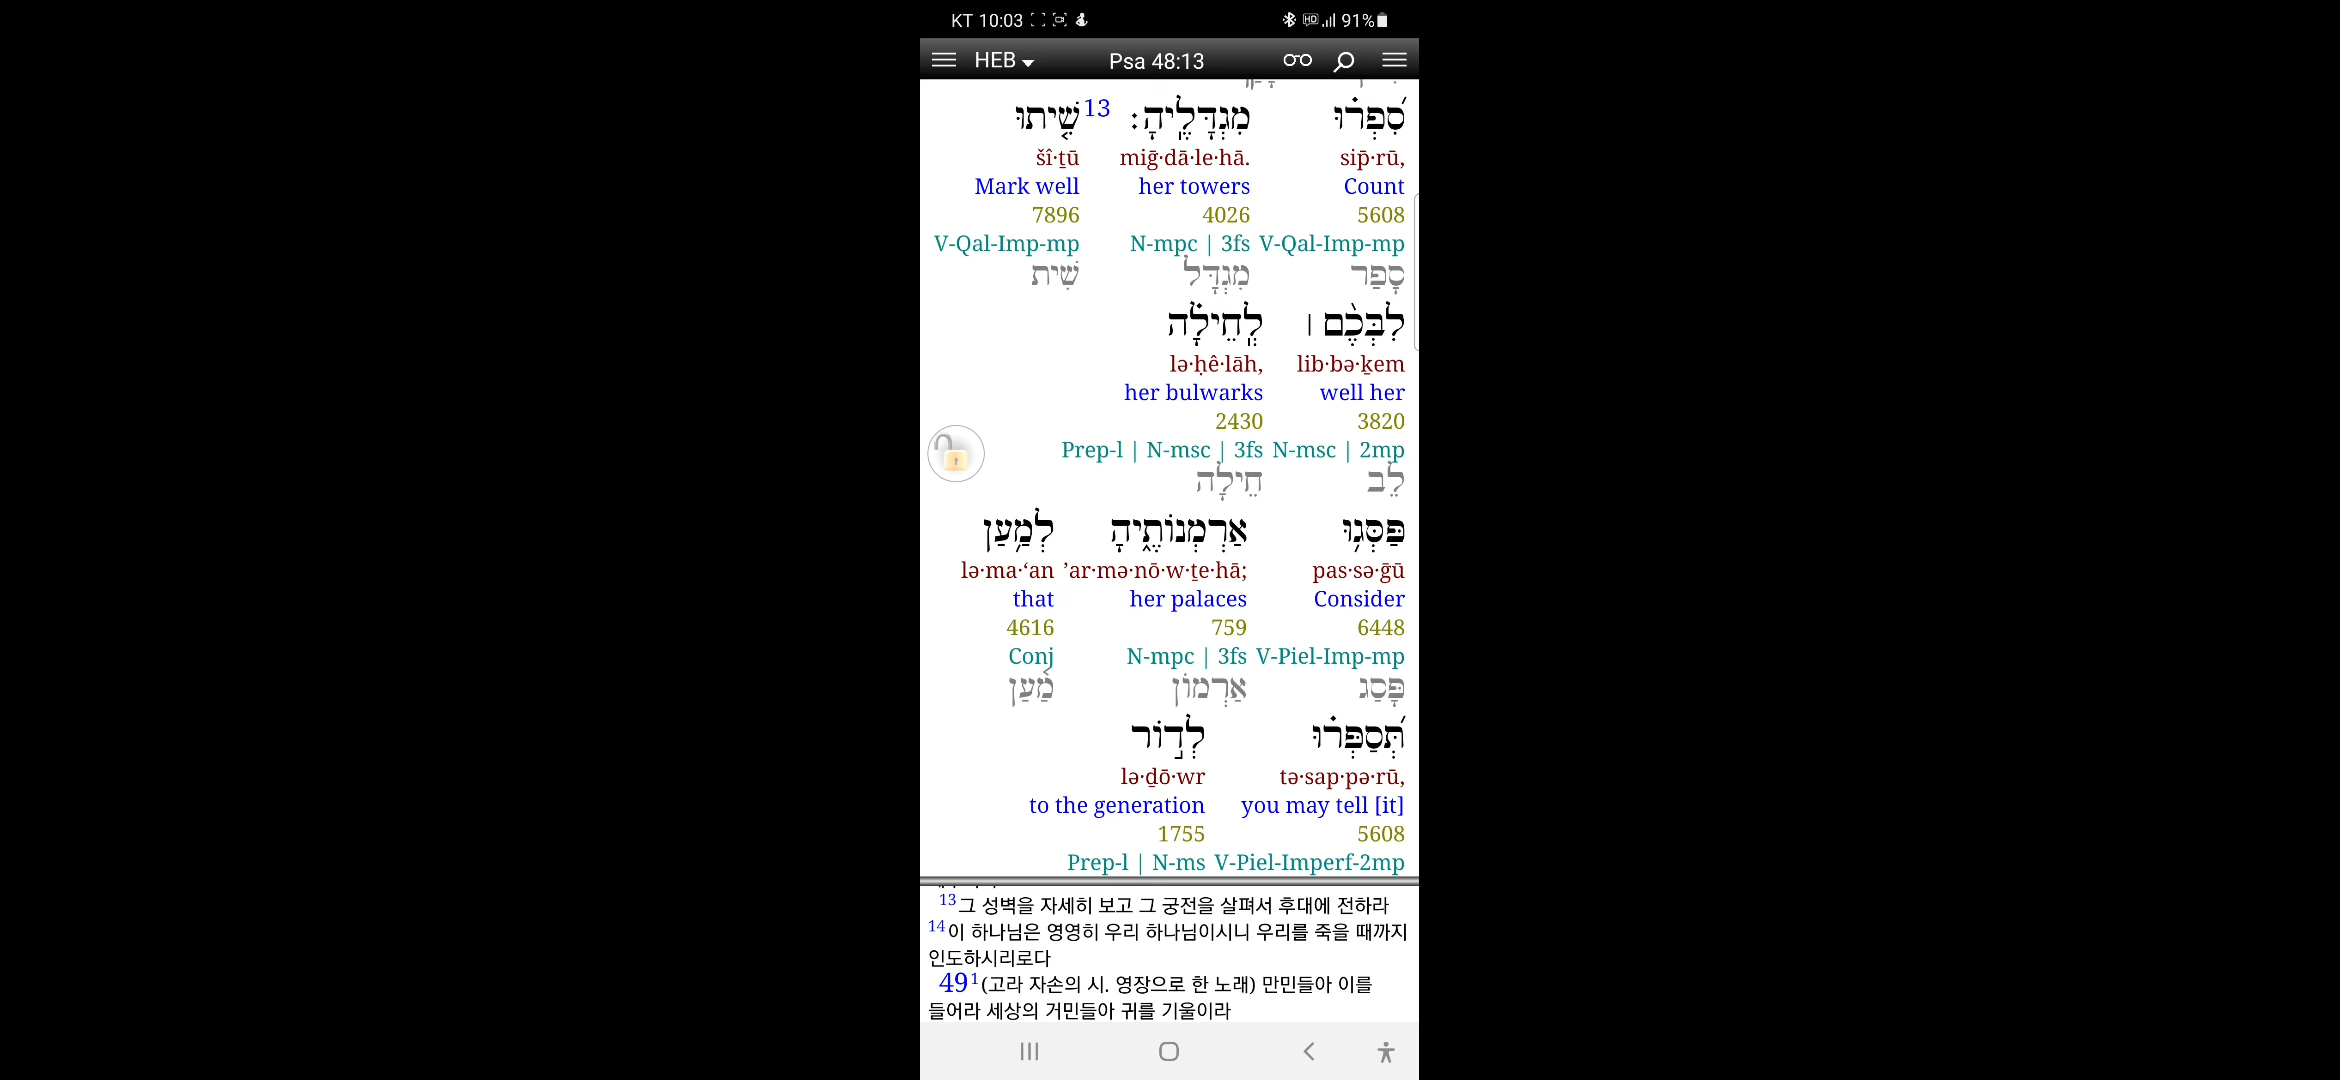 KT 10:03 HD 91%
HEB Psa 48:13
סִ֝פְר֗וּ מִגְדָּלֶֽיהָ׃ 13 שִׁ֤יתוּ
sip̄·rū, miḡ·dā·le·hā. šî·ṯū
Count her towers Mark well
5608 4026 7896
V-Qal-Imp-mp N-mpc | 3fs V-Qal-Imp-mp
סָפַר מִגְדָּל שִׁית
לִבְּכֶ֨ם ׀ לְֽחֵילָ֗ה
lib·bə·ḵem lə·ḥê·lāh,
well her her bulwarks
3820 2430
N-msc | 2mp Prep-l | N-msc | 3fs
לֵב חֵילָה
פַּסְּג֥וּ אַרְמְנוֹתֶ֑יהָ לְמַ֥עַן
pas·sə·ḡū ’ar·mə·nō·w·ṯe·hā; lə·ma·‘an
Consider her palaces that
6448 759 4616
V-Piel-Imp-mp N-mpc | 3fs Conj
פָּסַג אַרְמוֹן מַ֫עַן
תְּ֝סַפְּר֗וּ לְד֣וֹר
tə·sap·pə·rū, lə·ḏō·wr
you may tell [it] to the generation
5608 1755
V-Piel-Imperf-2mp Prep-l | N-ms
13 그 성벽을 자세히 보고 그 궁전을 살펴서 후대에 전하라
14 이 하나님은 영영히 우리 하나님이시니 우리를 죽을 때까지
인도하시리로다
49 1 (고라 자손의 시. 영장으로 한 노래) 만민들아 이를
들어라 세상의 거민들아 귀를 기울이라